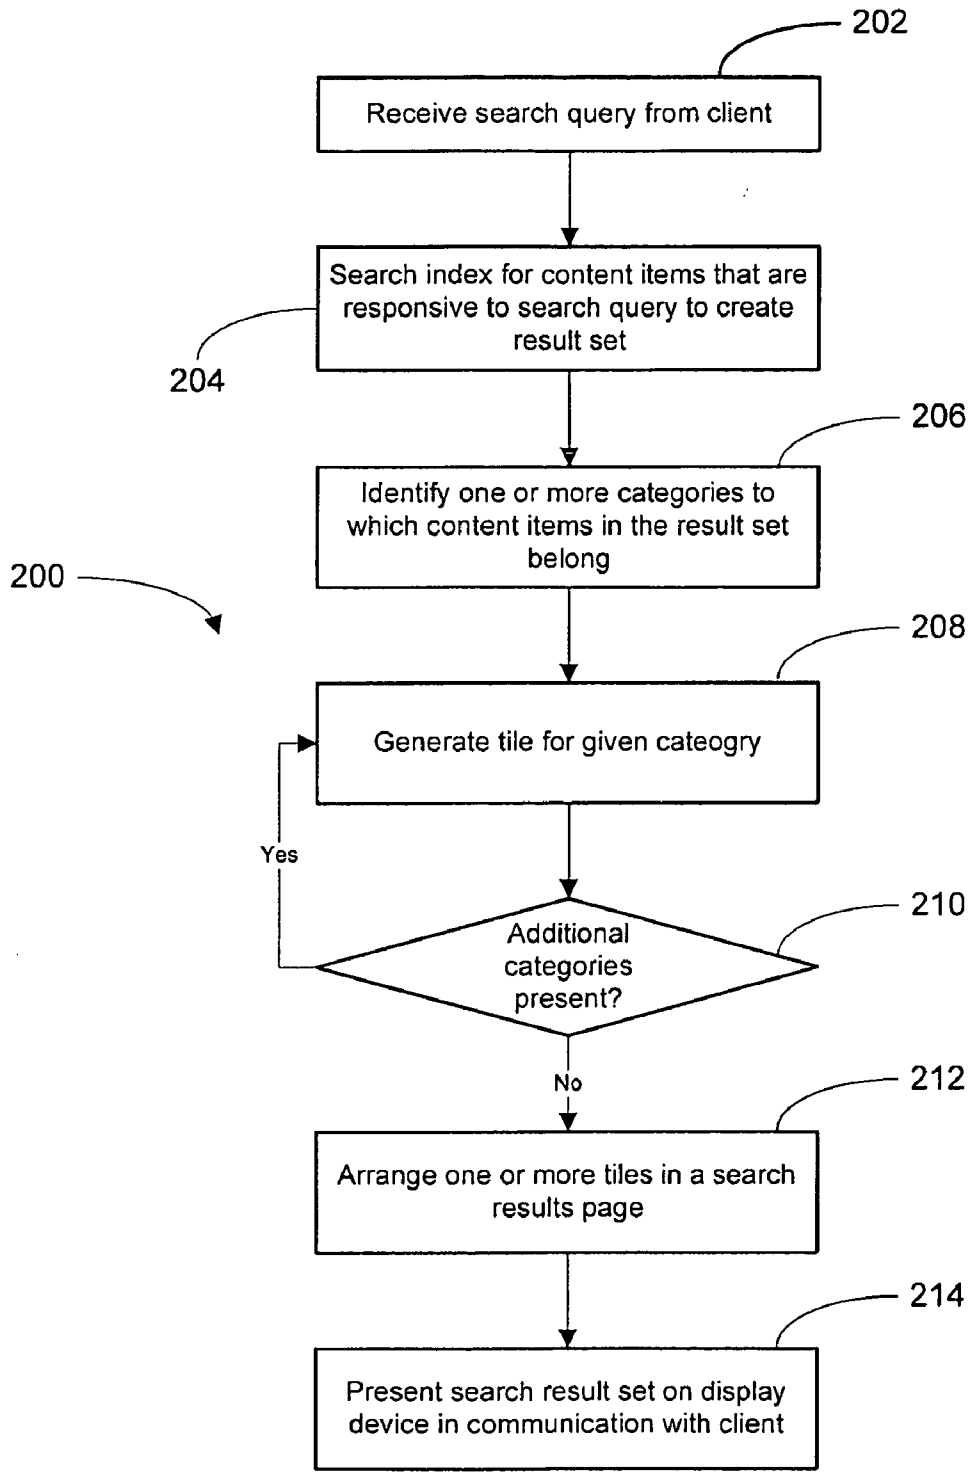 202
Receive search query from client
Search index for content items that are
responsive to search query to create
result set
204
206
Identify one or more categories to
which content items in the result set
belong
200
208
Generate tile for given cateogry
Yes
210
Additional
categories
present?
No
212
Arrange one or more tiles in a search
results page
214
Present search result set on display
device in communication with client